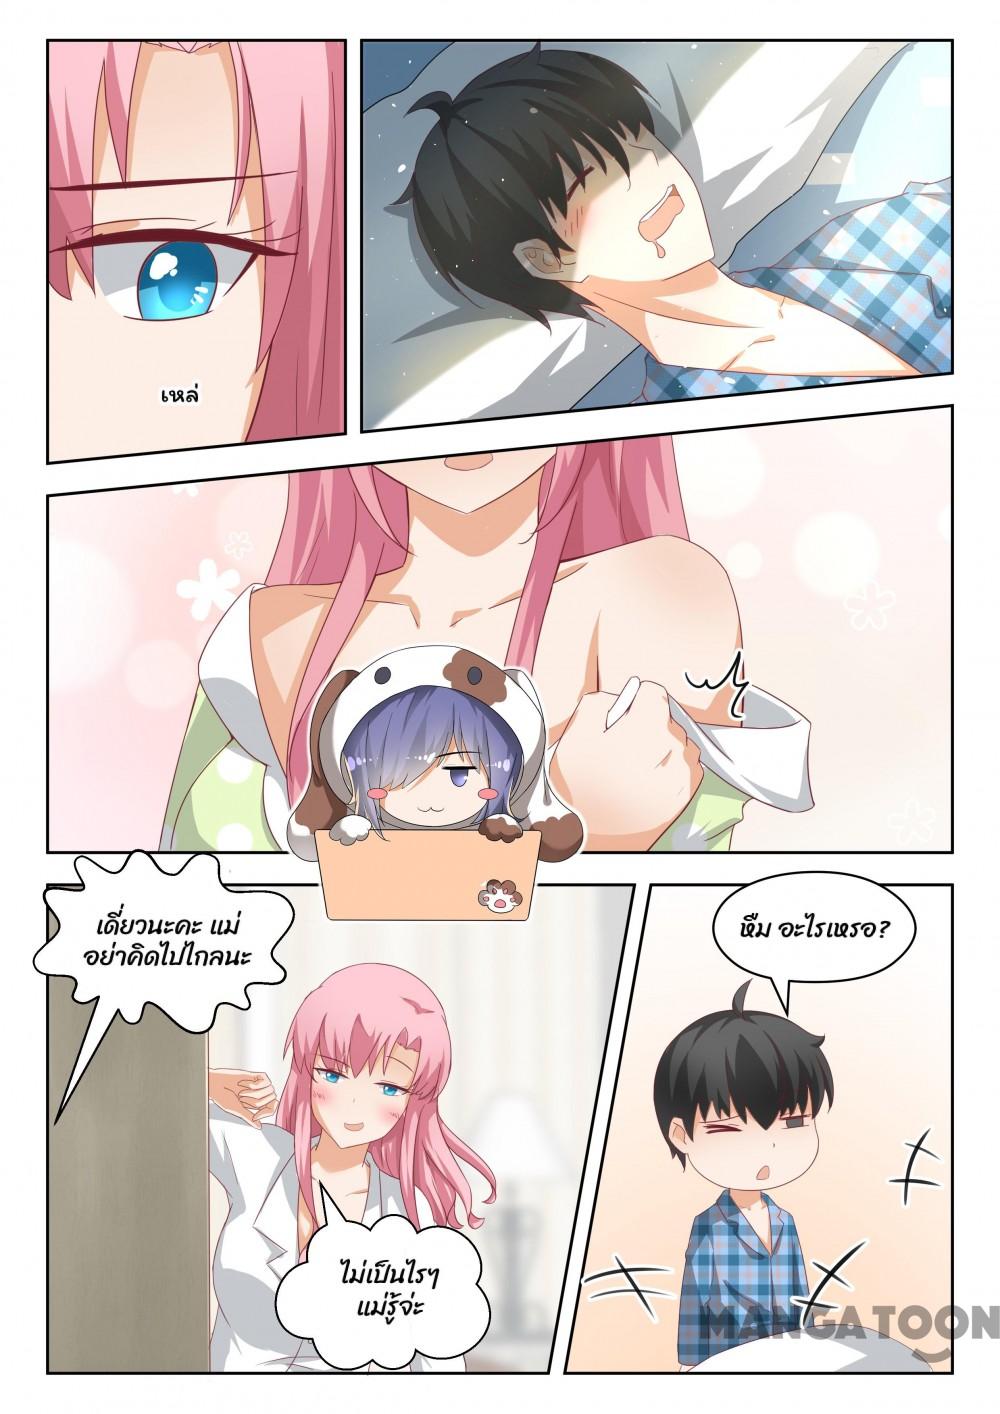 เหล่
เดี๋ยวนะคะ แม่
อย่าคิดไปไกลนะ
หืม อะไรเหรอ?
ไม่เป็นไรๆ
แม่รู้จ่ะ
MANGATOON